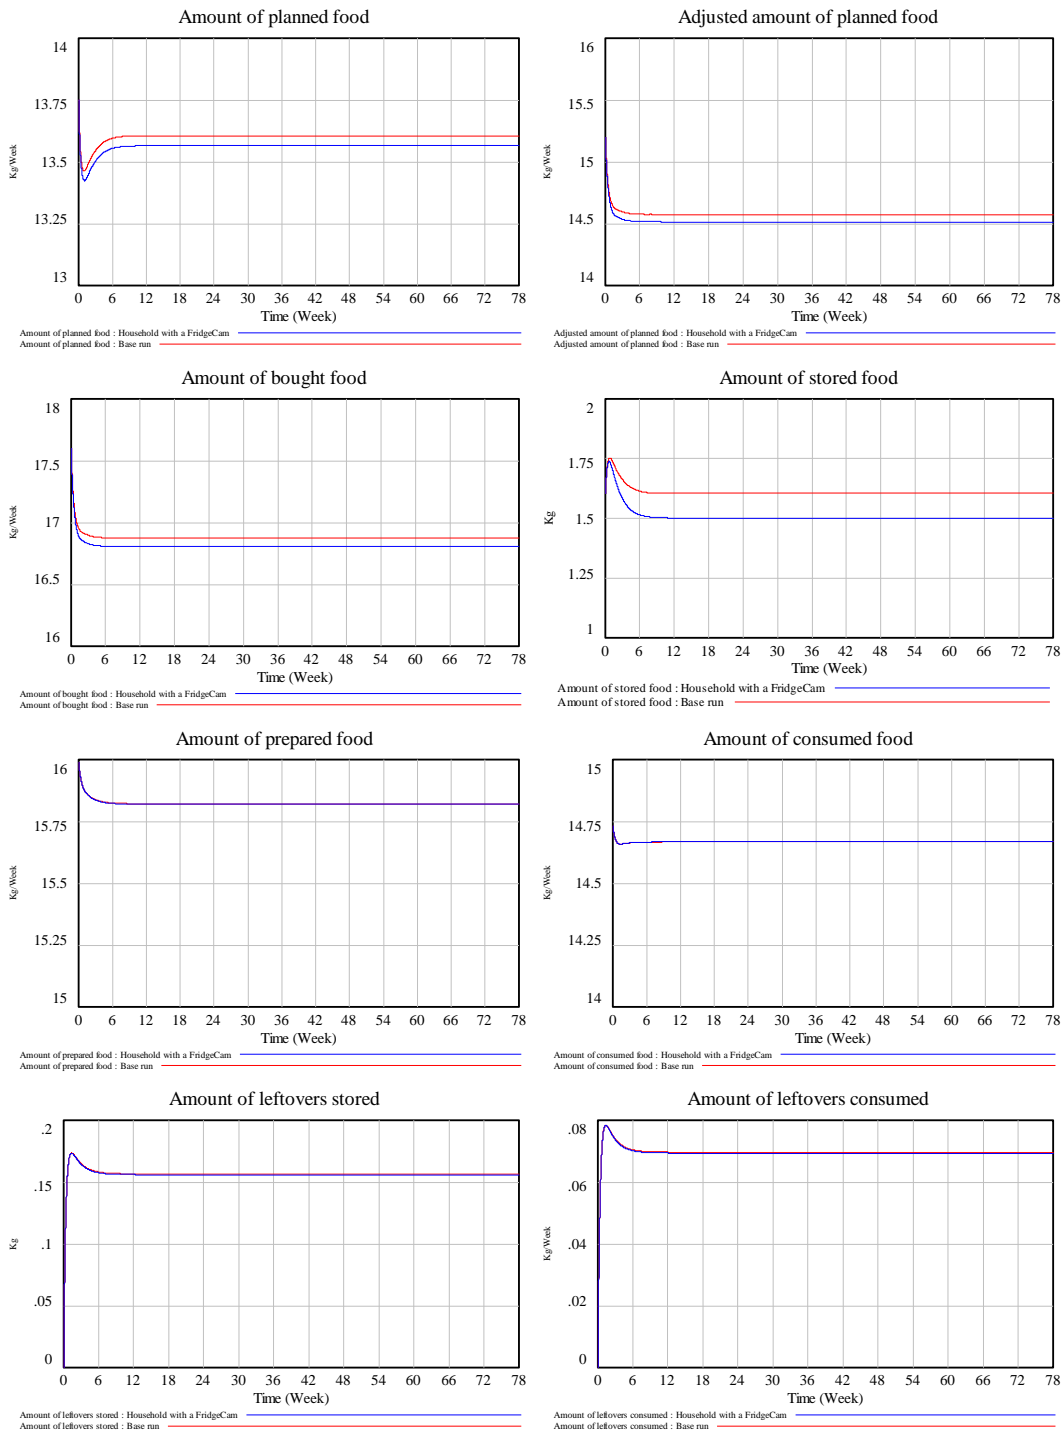 Amount of planned food
14
13.75
13.5
13.25
13
Kg/Week
0 6 12 18 24 30 36 42 48 54 60 66 72 78
Time (Week)
Amount of planned food : Household with a FridgeCam
Amount of planned food : Base run
Adjusted amount of planned food
16
15.5
15
14.5
14
Kg/Week
0 6 12 18 24 30 36 42 48 54 60 66 72 78
Time (Week)
Adjusted amount of planned food : Household with a FridgeCam
Adjusted amount of planned food : Base run
Amount of bought food
18
17.5
17
16.5
16
Kg/Week
0 6 12 18 24 30 36 42 48 54 60 66 72 78
Time (Week)
Amount of bought food : Household with a FridgeCam
Amount of bought food : Base run
Amount of stored food
2
1.75
1.5
1.25
1
Kg
0 6 12 18 24 30 36 42 48 54 60 66 72 78
Time (Week)
Amount of stored food : Household with a FridgeCam
Amount of stored food : Base run
Amount of prepared food
16
15.75
15.5
15.25
15
Kg/Week
0 6 12 18 24 30 36 42 48 54 60 66 72 78
Time (Week)
Amount of prepared food : Household with a FridgeCam
Amount of prepared food : Base run
Amount of consumed food
15
14.75
14.5
14.25
14
Kg/Week
0 6 12 18 24 30 36 42 48 54 60 66 72 78
Time (Week)
Amount of consumed food : Household with a FridgeCam
Amount of consumed food : Base run
Amount of leftovers stored
.2
.15
.1
.05
0
Kg
0 6 12 18 24 30 36 42 48 54 60 66 72 78
Time (Week)
Amount of leftovers stored : Household with a FridgeCam
Amount of leftovers stored : Base run
Amount of leftovers consumed
.08
.06
.04
.02
0
Kg/Week
0 6 12 18 24 30 36 42 48 54 60 66 72 78
Time (Week)
Amount of leftovers consumed : Household with a FridgeCam
Amount of leftovers consumed : Base run